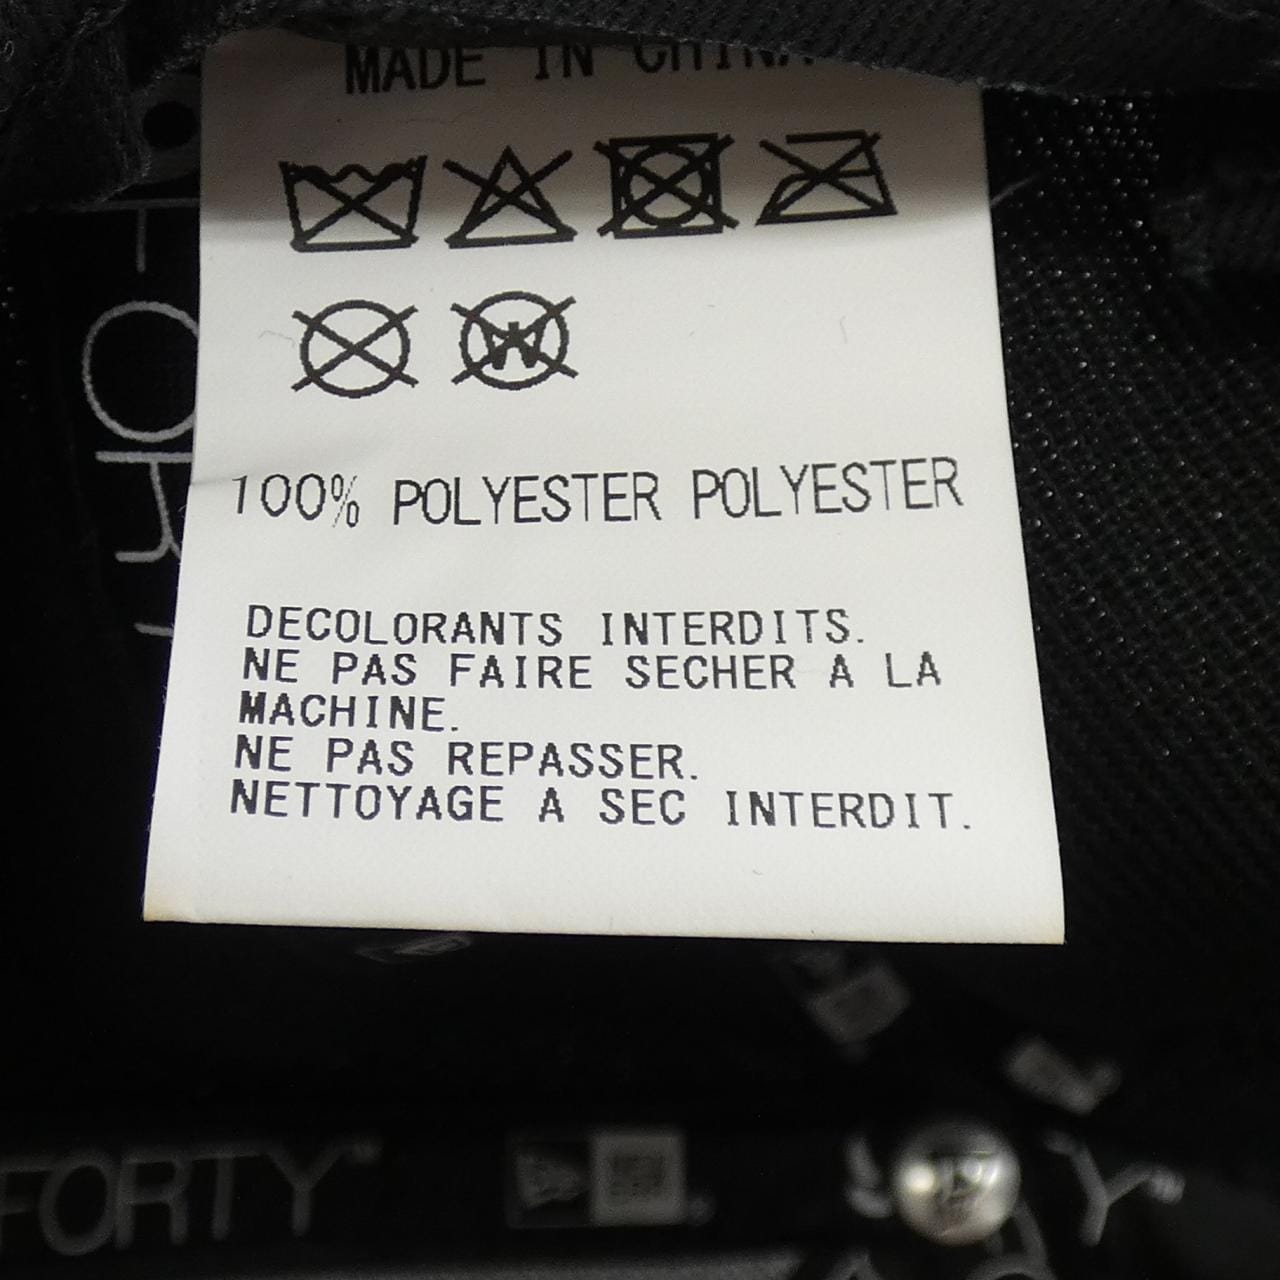 MADE IN CHINA
100% POLYESTER POLYESTER
DECOLORANTS INTERDITS.
NE PAS FAIRE SECHER A LA
MACHINE.
NE PAS REPASSER.
NETTOYAGE A SEC INTERDIT.
FORTY